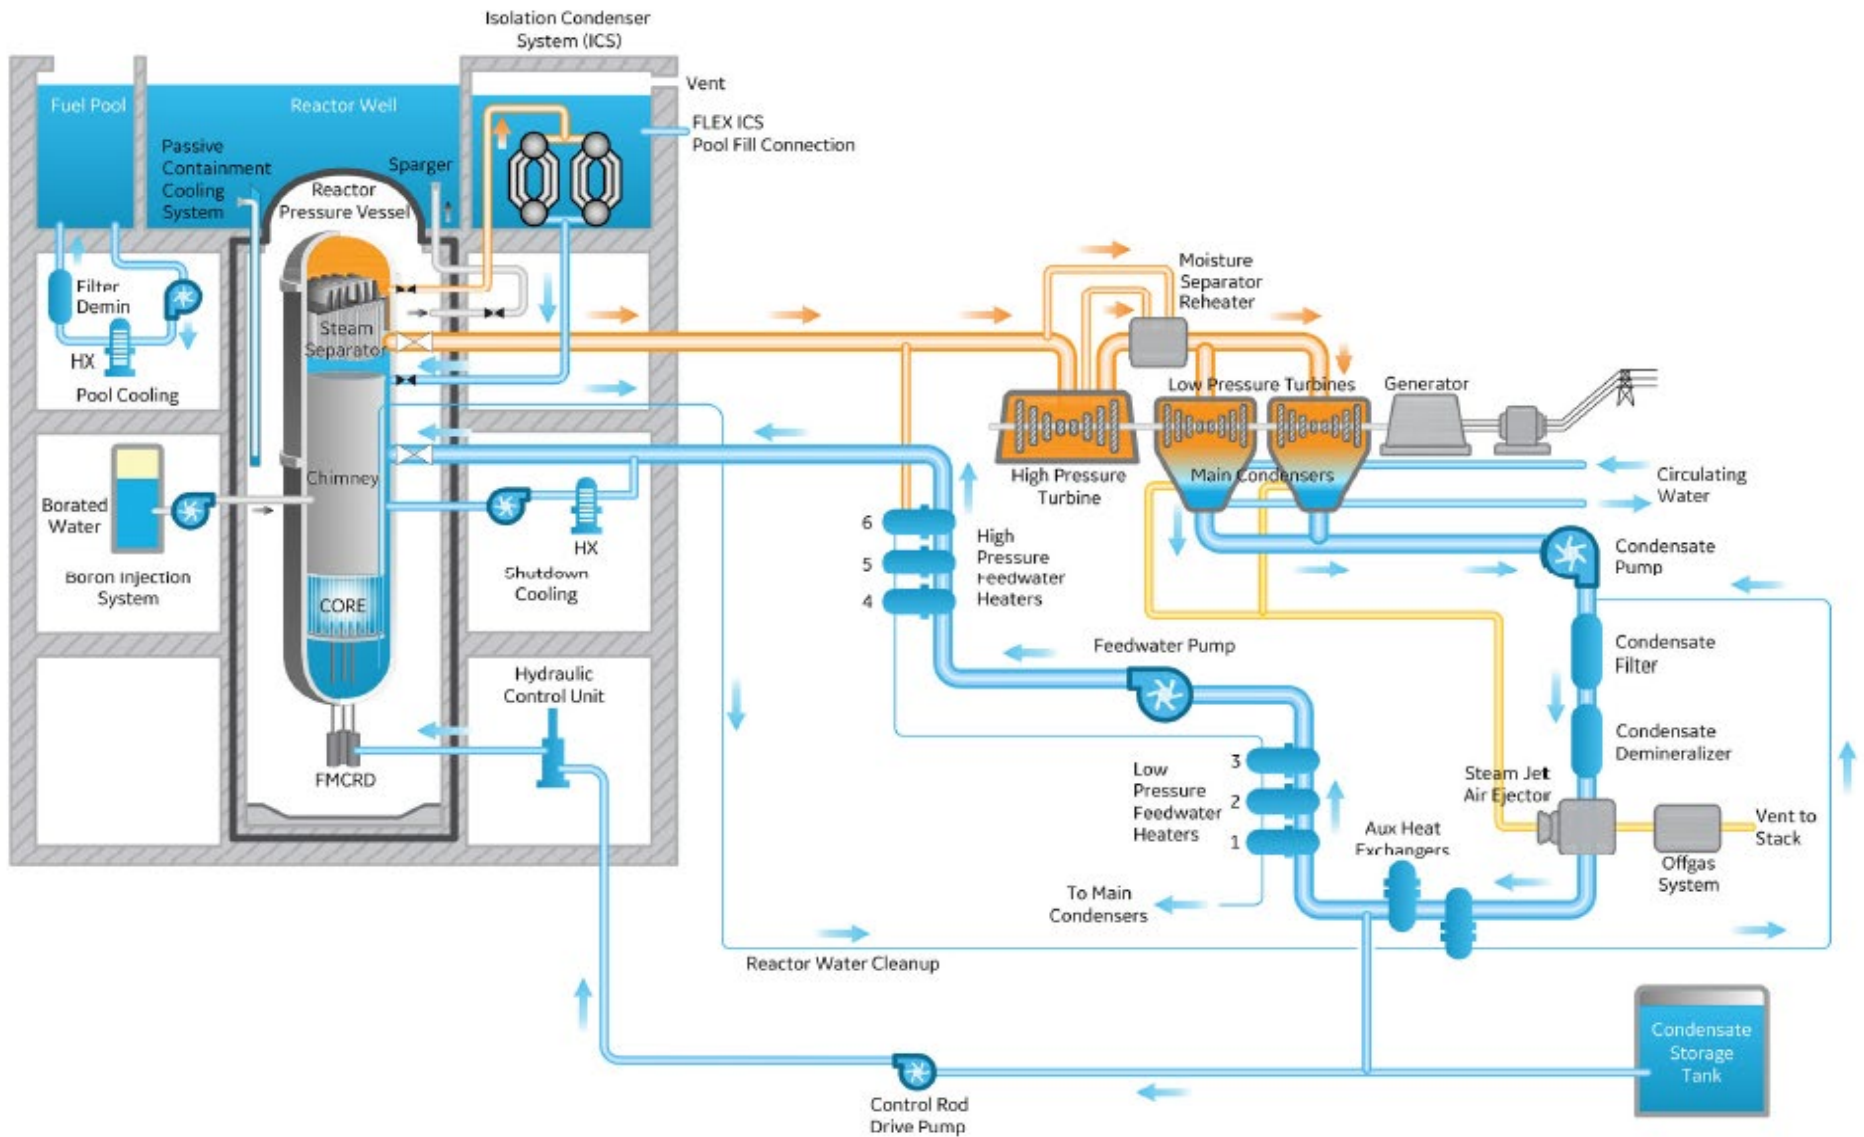 Isolation Condenser
System (ICS)
Vent
Fuel Pool
Reactor Well
FLEX ICS
Pool Fill Connection
Passive
Containment
Cooling
System
Sparger
Reactor
Pressure Vessel
Filter
Demin
HX
Pool Cooling
Steam
Separator
Moisture
Separator
Reheater
Low Pressure Turbines
Generator
High Pressure
Turbine
Main Condensers
Circulating
Water
Chimney
Borated
Water
Boron Injection
System
HX
Shutdown
Cooling
CORE
6
5
4
High
Pressure
Feedwater
Heaters
Condensate
Pump
Condensate
Filter
Feedwater Pump
Hydraulic
Control Unit
FMCRD
Condensate
Demineralizer
Steam Jet
Air Ejector
Low
Pressure
Feedwater
Heaters
3
2
1
Aux Heat
Exchangers
Vent to
Stack
Offgas
System
To Main
Condensers
Reactor Water Cleanup
Condensate
Storage
Tank
Control Rod
Drive Pump